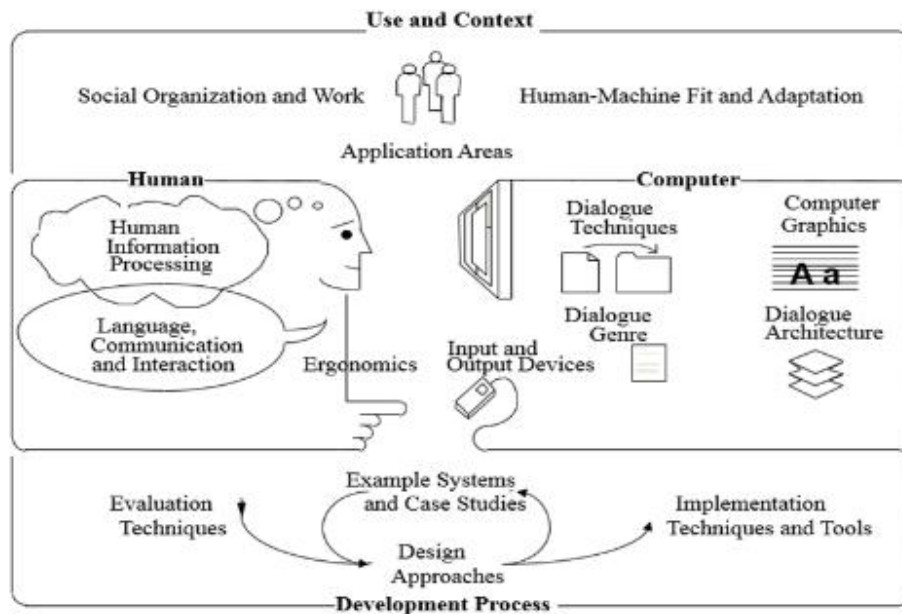 Use and Context
Social Organization and Work
Human-Machine Fit and Adaptation
Application Areas
Human
Computer
Human
Information
Processing
Language,
Communication
and Interaction
Ergonomics
Dialogue
Techniques
Computer
Graphics
A a
Dialogue
Genre
Dialogue
Architecture
Input and
Output Devices
Example Systems
and Case Studies
Evaluation
Techniques
Implementation
Techniques and Tools
Design
Approaches
Development Process